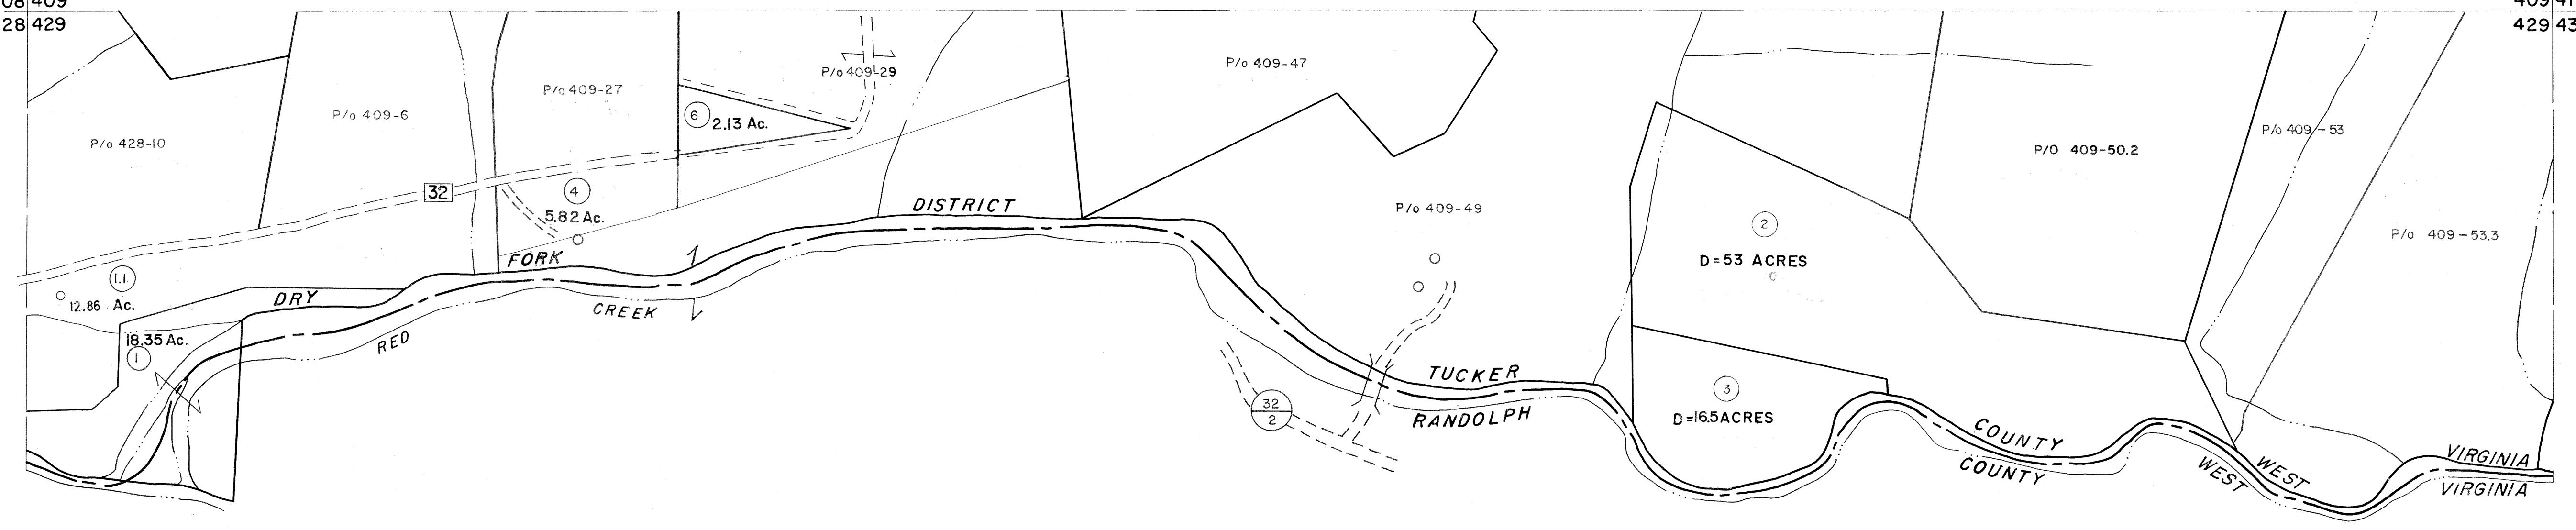 08 409
28 429
409 41
429 43
P/o 428-10
P/o 409-6
P/o 409-27
P/o 409-29
P/o 409-47
P/o 409-49
P/O 409-50.2
P/o 409-53
P/o 409-53.3
6
2.13 Ac.
32
4
5.82 Ac.
1.1
12.86 Ac.
18.35 Ac.
1
2
D=53 ACRES
3
D=16.5 ACRES
32
2
DRY FORK DISTRICT TUCKER COUNTY WEST VIRGINIA
RED CREEK RANDOLPH COUNTY WEST VIRGINIA